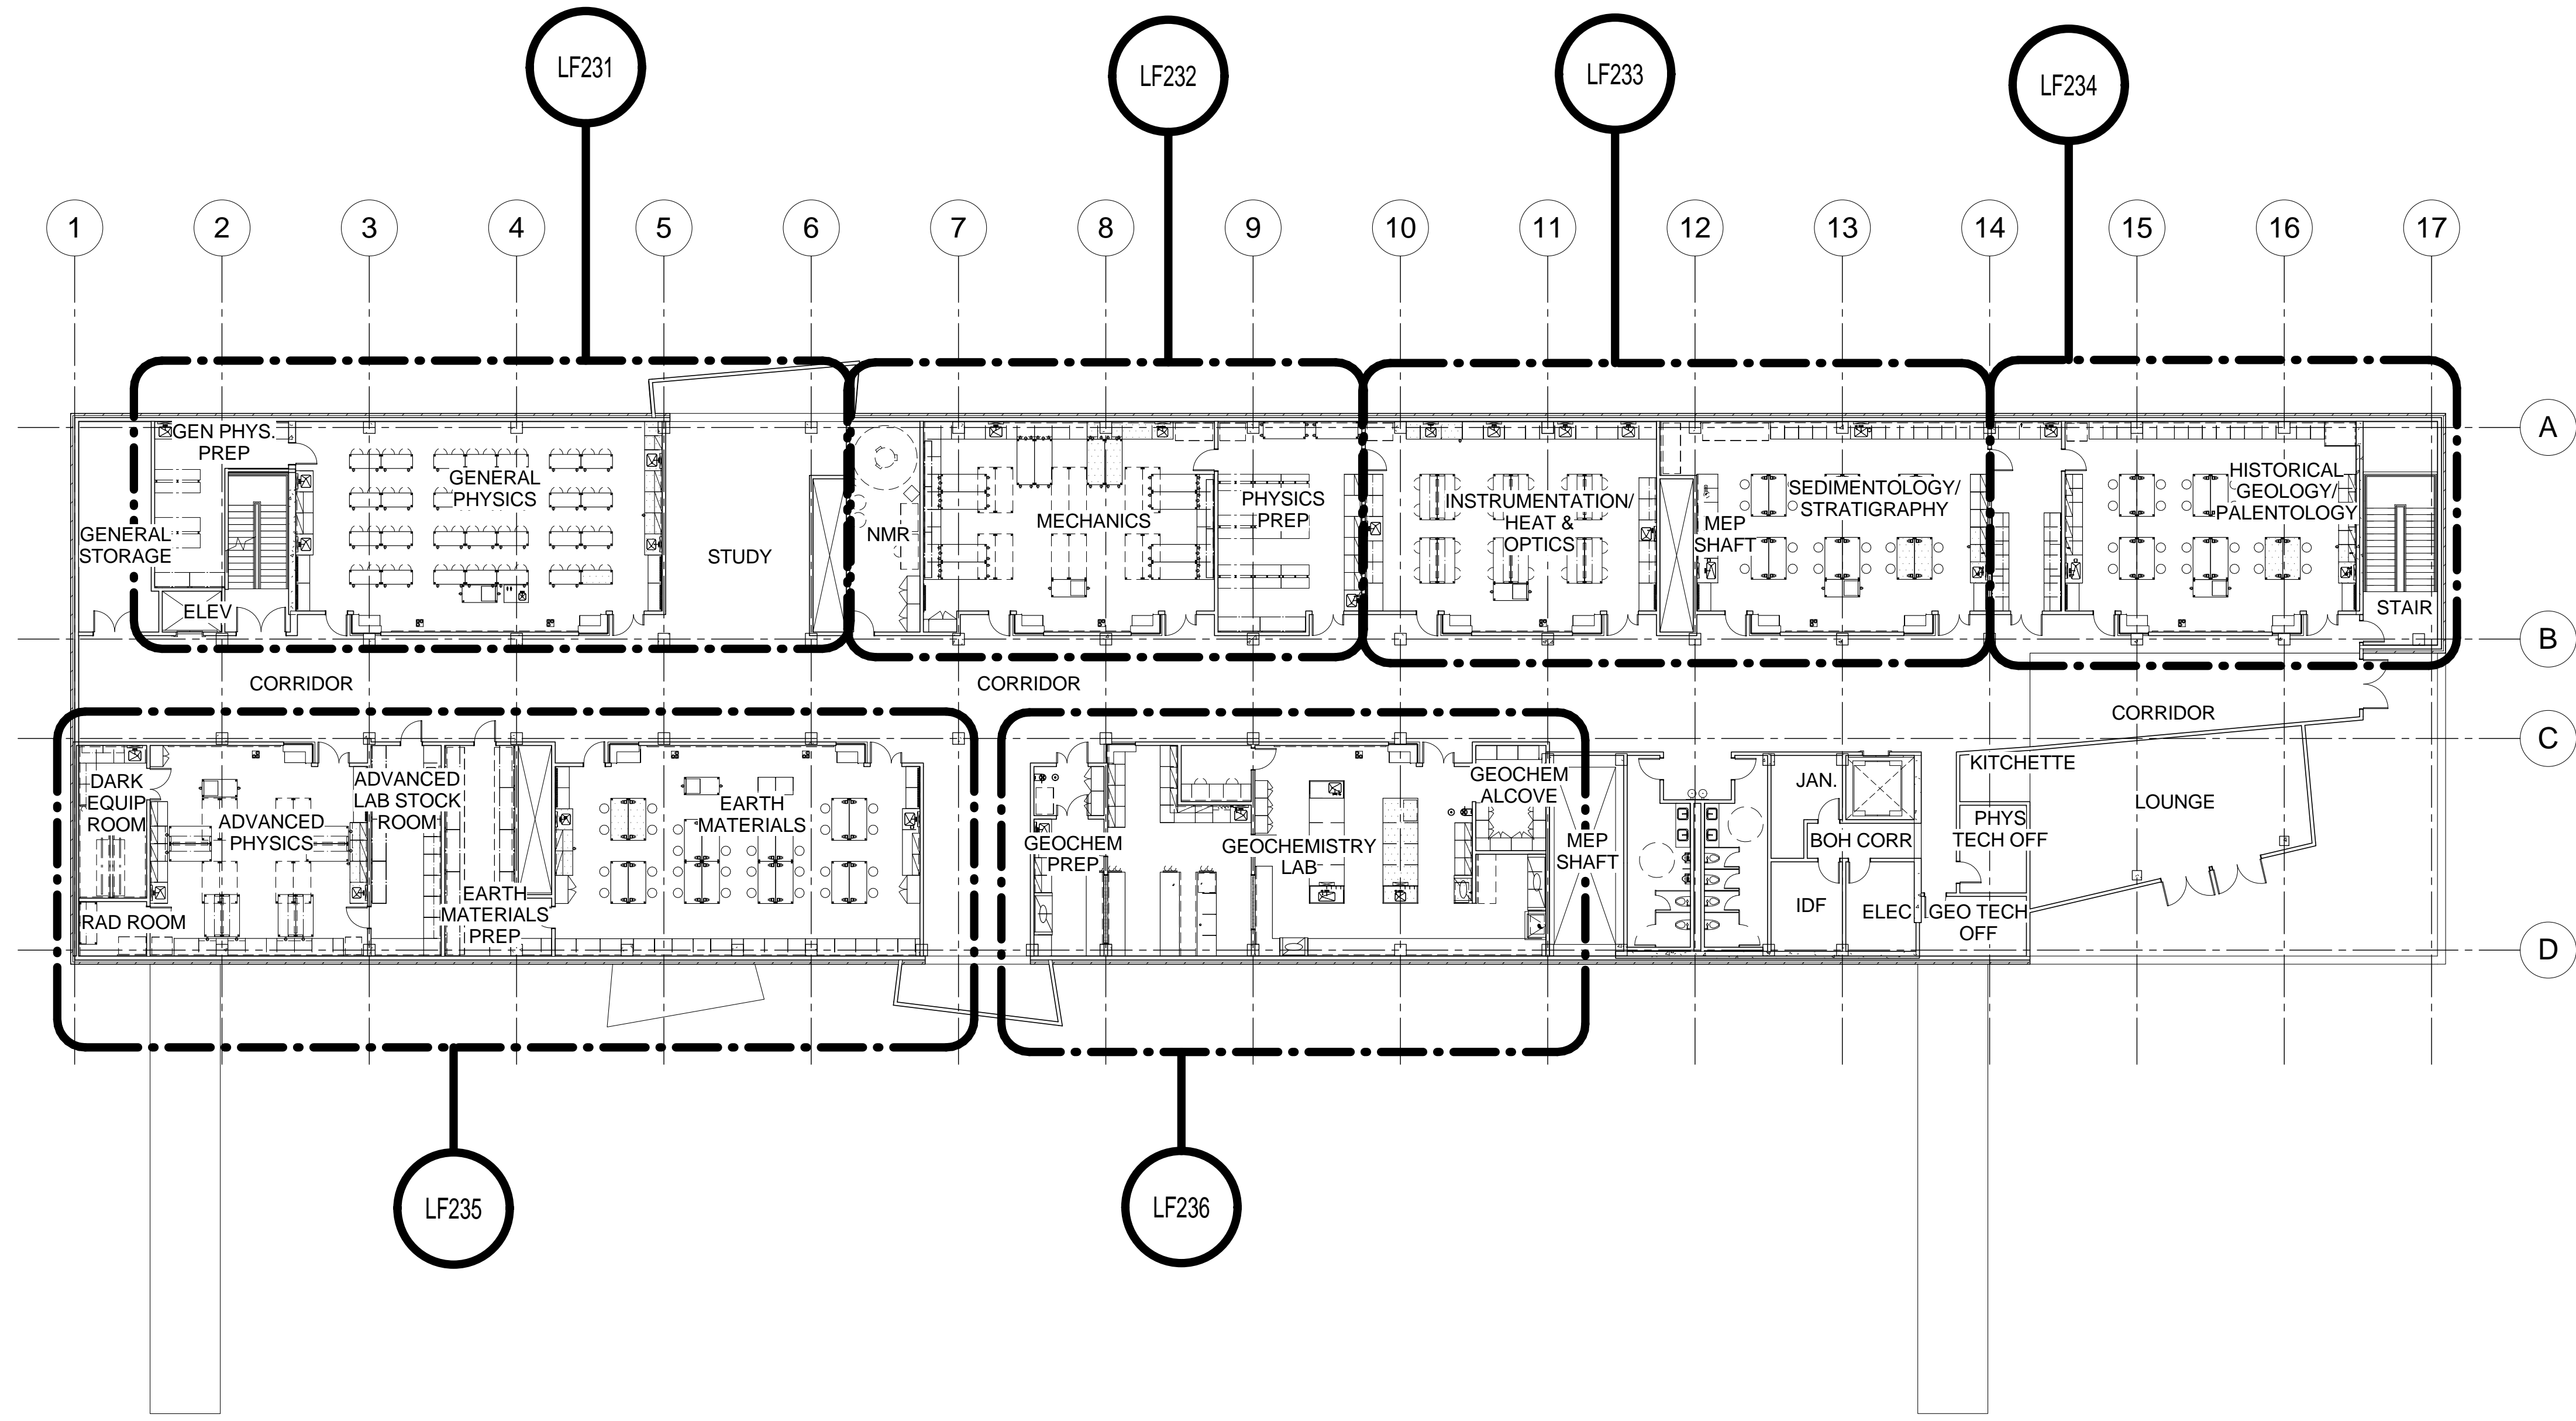 LF231
LF232
LF233
LF234
1
2
3
4
5
6
7
8
9
10
11
12
13
14
15
16
17
A
B
C
D
GEN PHYS.
PREP
GENERAL
PHYSICS
GENERAL
STORAGE
ELEV
STUDY
NMR
MECHANICS
PHYSICS
PREP
INSTRUMENTATION/
HEAT &
OPTICS
MEP
SHAFT
SEDIMENTOLOGY/
STRATIGRAPHY
HISTORICAL
GEOLOGY/
PALENTOLOGY
STAIR
CORRIDOR
CORRIDOR
CORRIDOR
DARK
EQUIP
ROOM
RAD ROOM
ADVANCED
PHYSICS
ADVANCED
LAB STOCK
ROOM
EARTH
MATERIALS
PREP
EARTH
MATERIALS
GEOCHEM
PREP
GEOCHEMISTRY
LAB
GEOCHEM
ALCOVE
MEP
SHAFT
JAN.
BOH CORR
IDF
ELEC
KITCHETTE
PHYS
TECH OFF
GEO TECH
OFF
LOUNGE
LF235
LF236